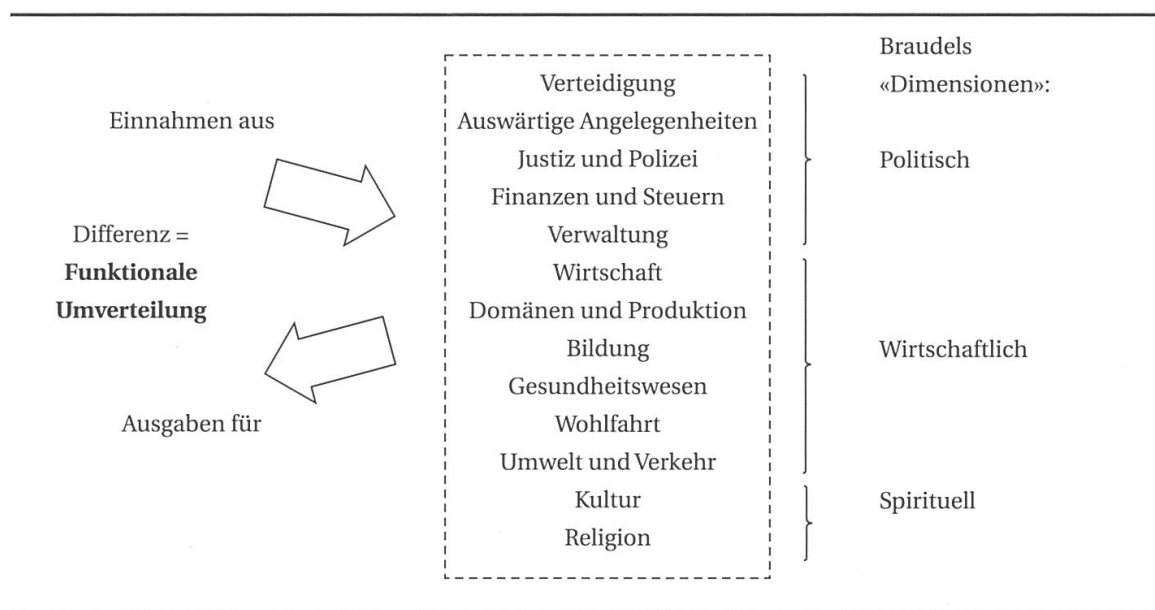 Braudels
«Dimensionen»:
Einnahmen aus
Differenz =
Funktionale
Umverteilung
Ausgaben für
Verteidigung
Auswärtige Angelegenheiten
Justiz und Polizei
Finanzen und Steuern
Verwaltung
Wirtschaft
Domänen und Produktion
Bildung
Gesundheitswesen
Wohlfahrt
Umwelt und Verkehr
Kultur
Religion
Politisch
Wirtschaftlich
Spirituell